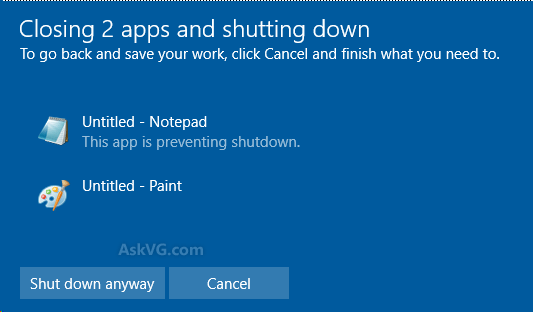 Closing 2 apps and shutting down
To go back and save your work, click Cancel and finish what you need to.
Untitled - Notepad
This app is preventing shutdown.
Untitled - Paint
AskVG.com
Shut down anyway
Cancel